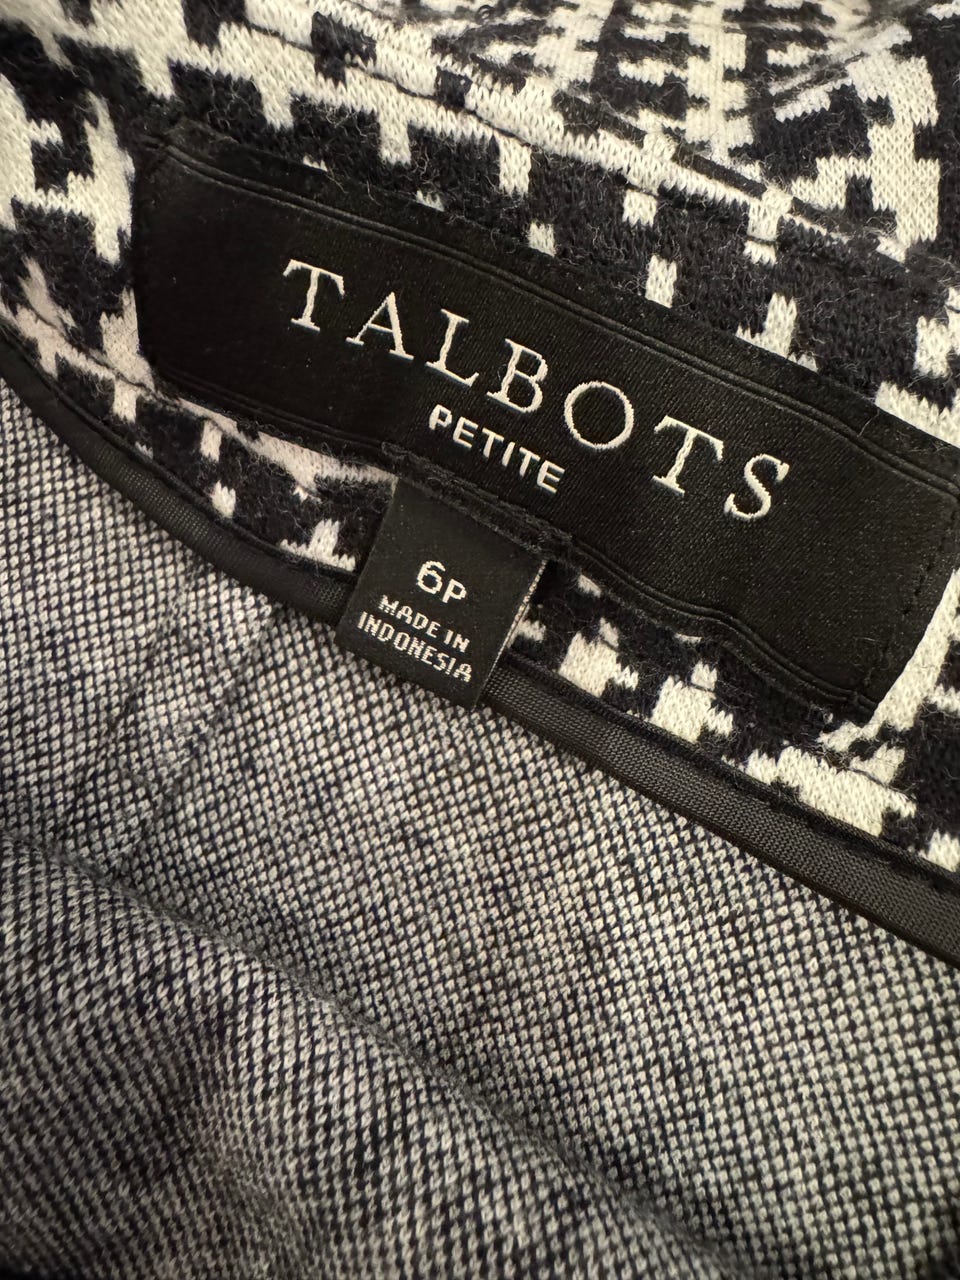 TALBOTS
PETITE
6P
MADE IN
INDONESIA